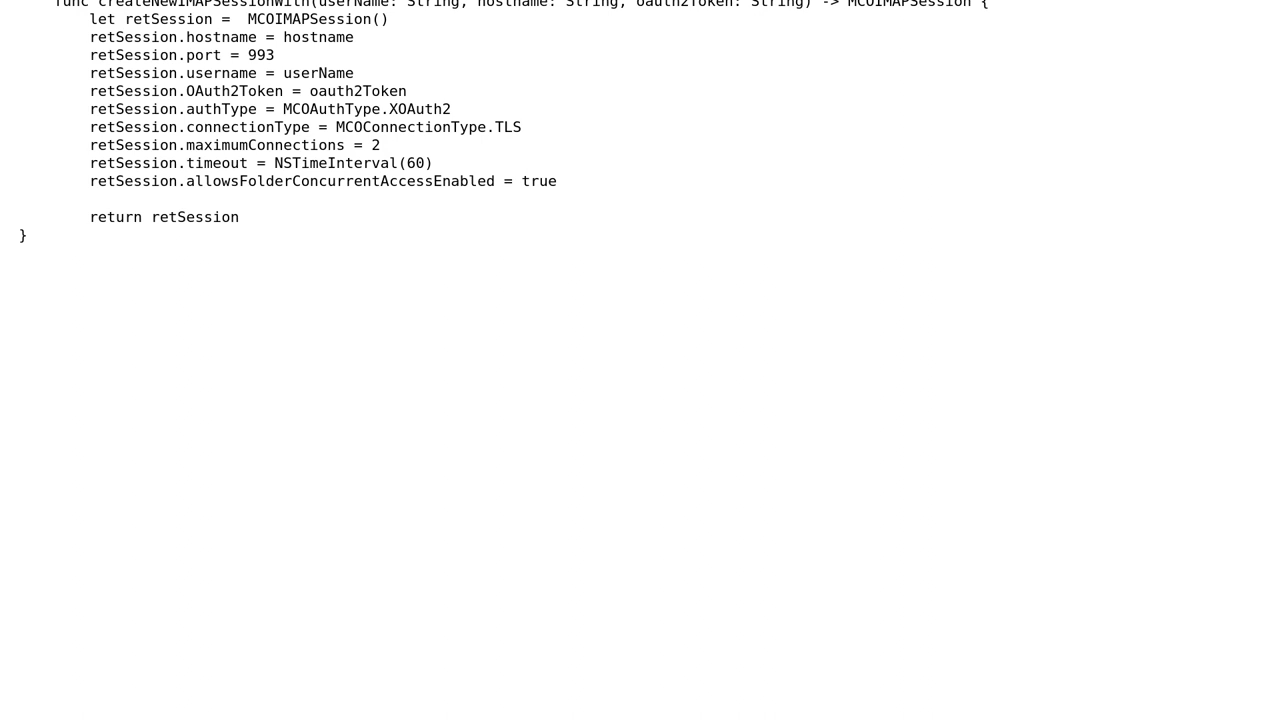 func createNewIMAPSessionWith(userName: String, hostname: String, oauth2Token: String) -> MCOIMAPSession {
        let retSession =  MCOIMAPSession()
        retSession.hostname = hostname
        retSession.port = 993
        retSession.username = userName
        retSession.OAuth2Token = oauth2Token
        retSession.authType = MCOAuthType.XOAuth2
        retSession.connectionType = MCOConnectionType.TLS
        retSession.maximumConnections = 2
        retSession.timeout = NSTimeInterval(60)
        retSession.allowsFolderConcurrentAccessEnabled = true

        return retSession
}